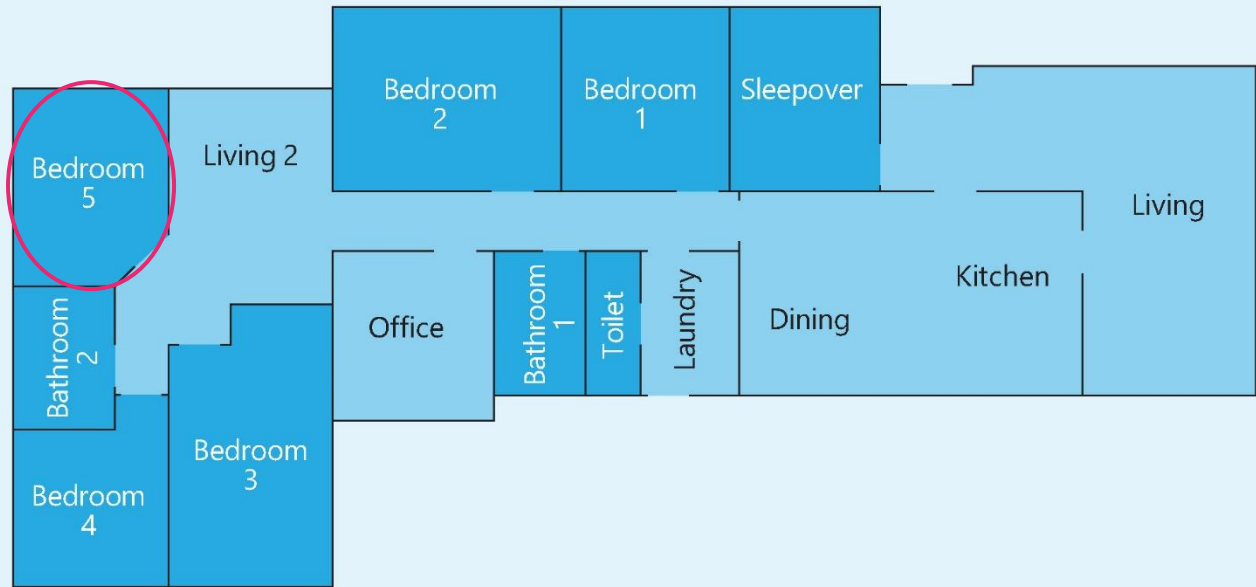 Bedroom
2
Bedroom
1
Sleepover
Bedroom
5
Living 2
Living
Kitchen
Bathroom
2
Office
Bathroom
1
Toilet
Laundry
Dining
Bedroom
3
Bedroom
4